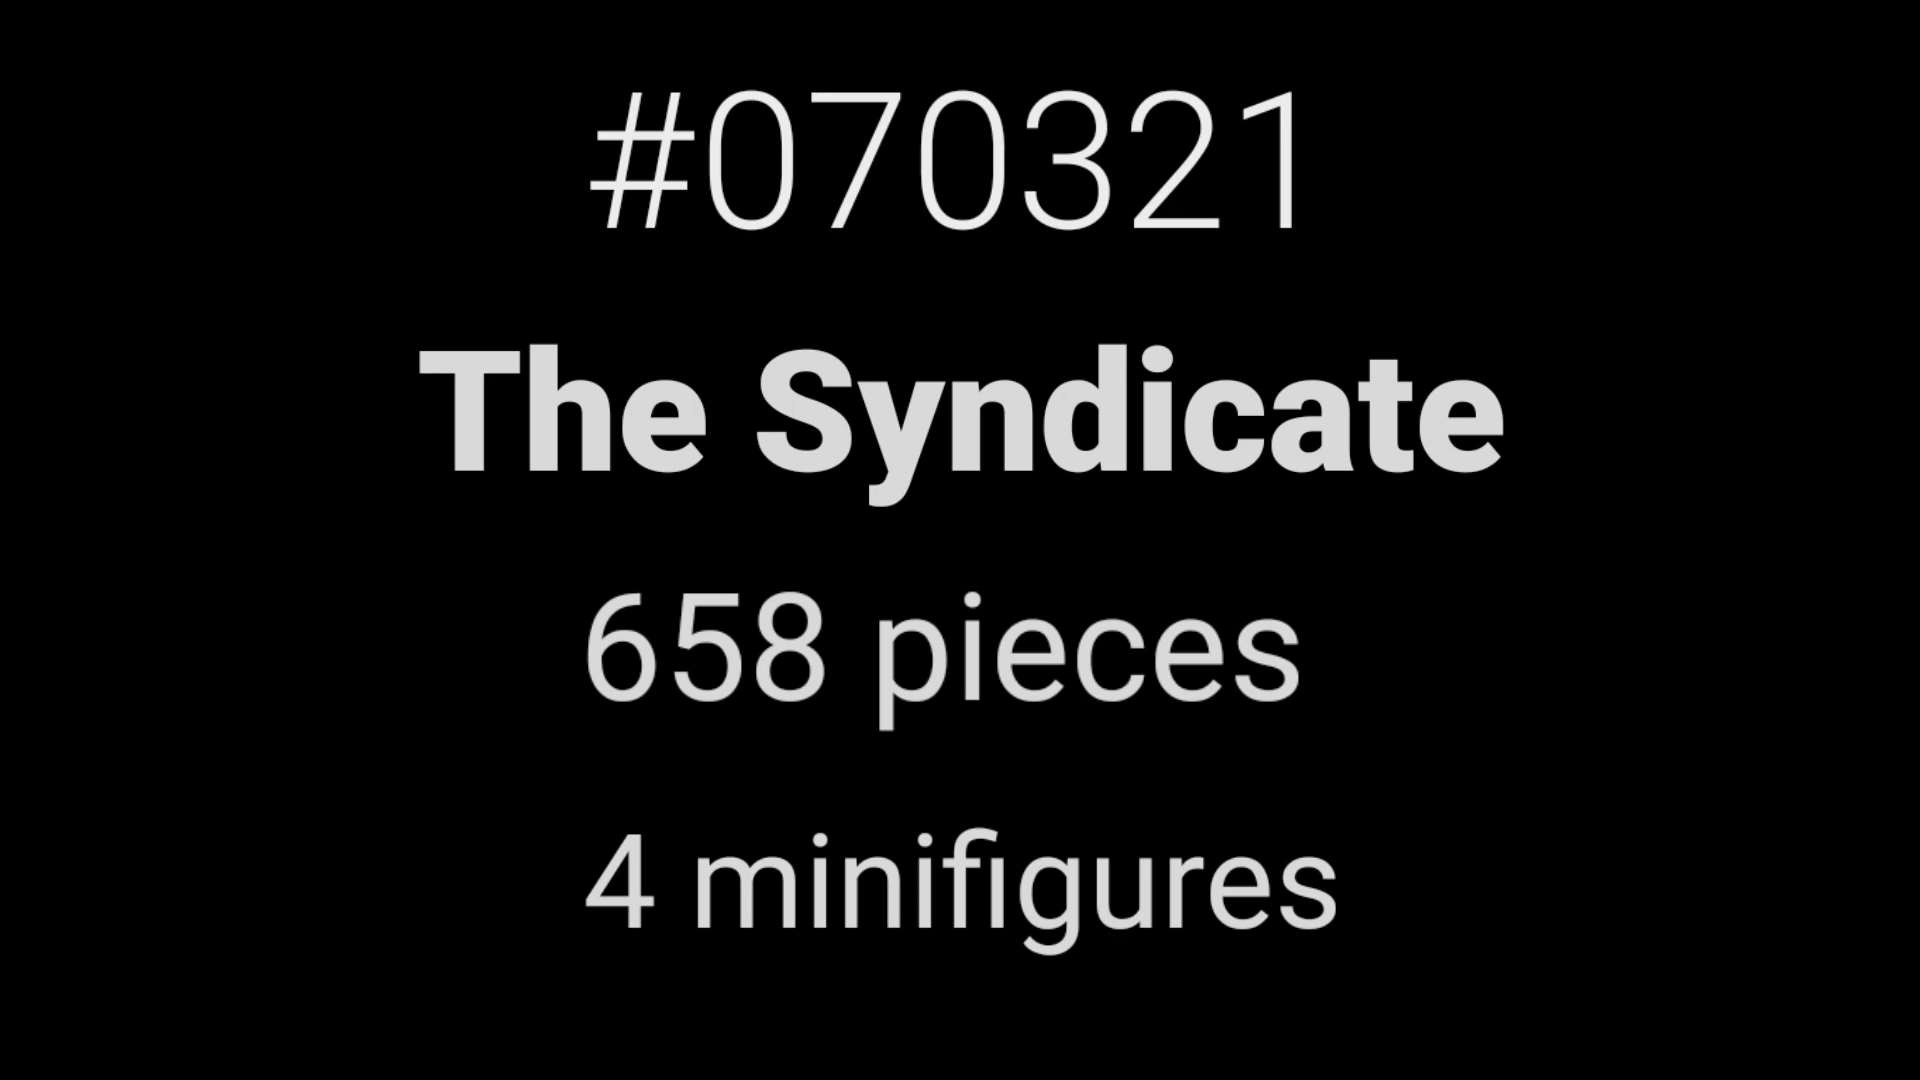 #070321
The Syndicate
658 pieces
4 minifigures